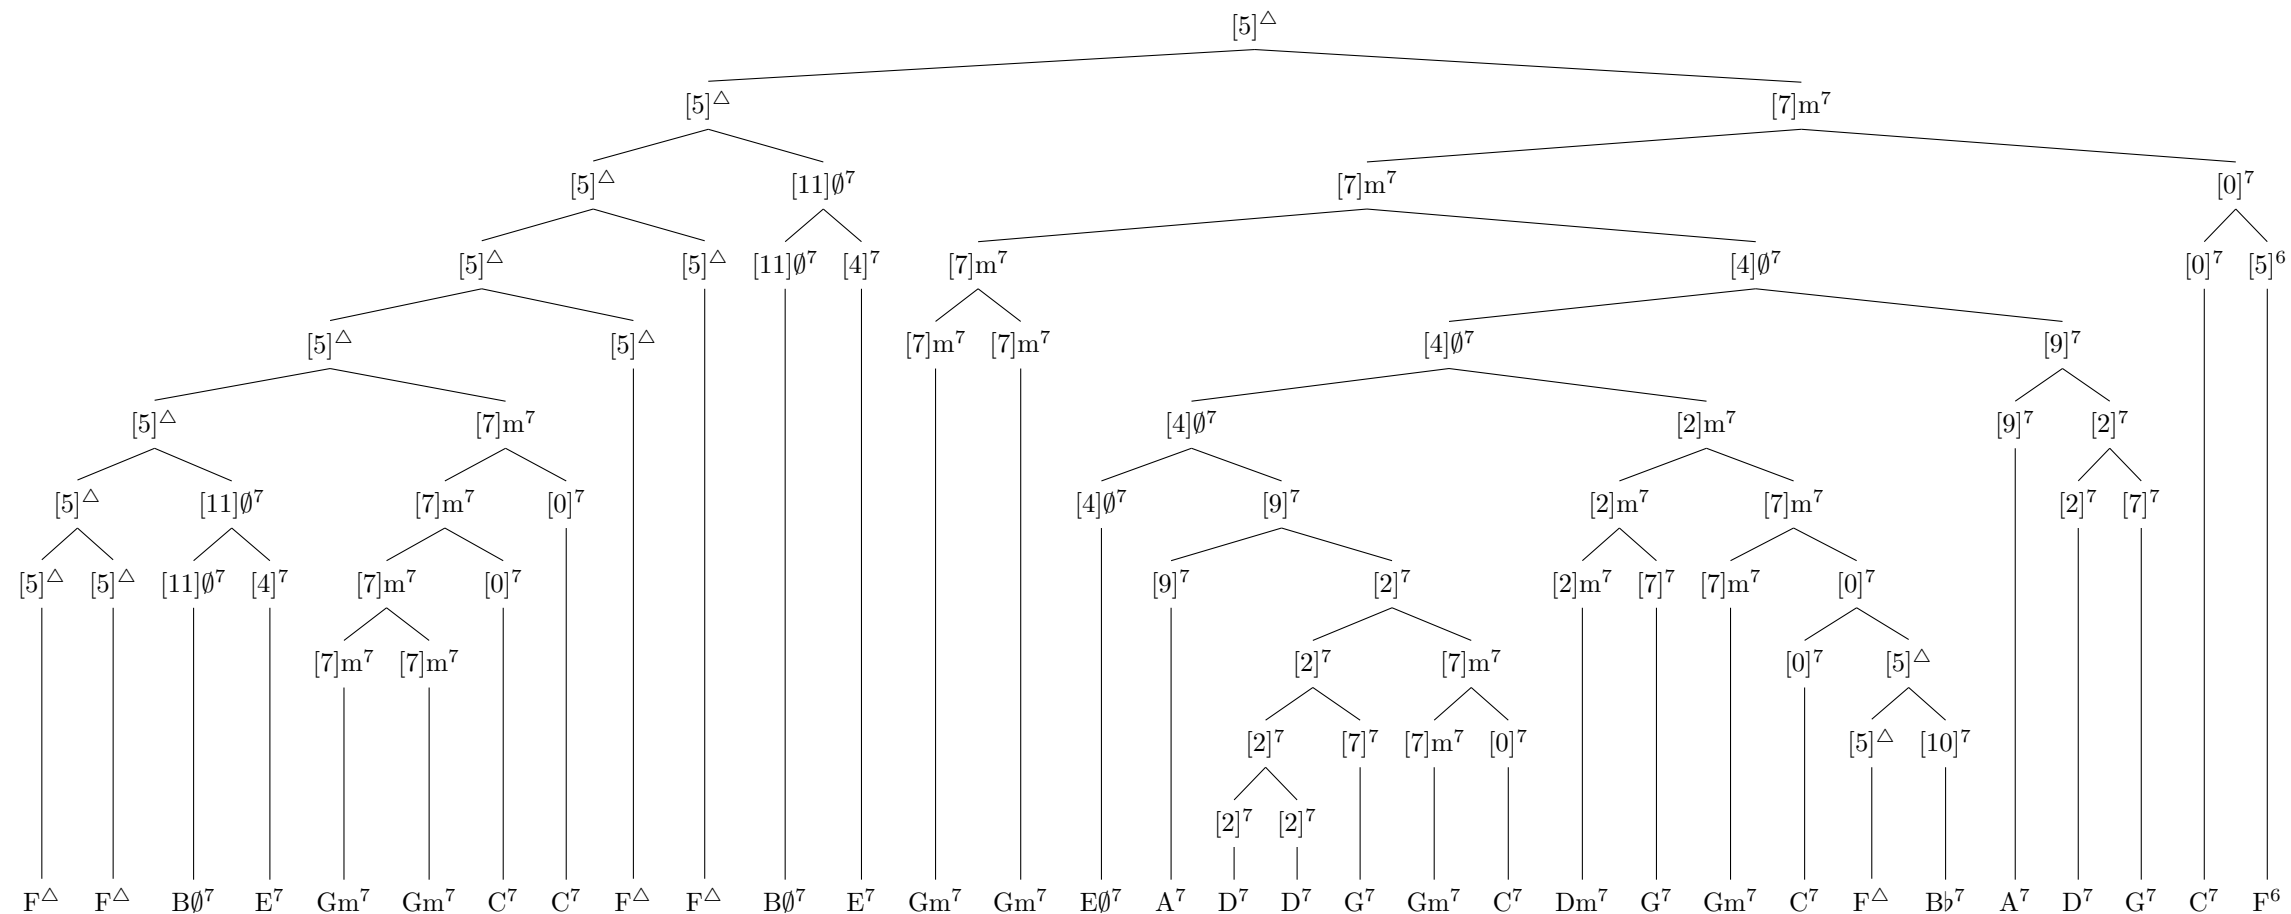 [5]△
[5]△ [7]m⁷
[5]△ [11]∅⁷ [7]m⁷ [0]⁷
[5]△ [5]△ [11]∅⁷ [4]⁷ [7]m⁷ [4]∅⁷ [0]⁷ [5]⁶
[5]△ [5]△ [7]m⁷ [7]m⁷ [4]∅⁷ [9]⁷
[5]△ [7]m⁷ [4]∅⁷ [2]m⁷ [9]⁷ [2]⁷
[5]△ [11]∅⁷ [7]m⁷ [0]⁷ [4]∅⁷ [9]⁷ [2]m⁷ [7]m⁷ [2]⁷ [7]⁷
[5]△ [5]△ [11]∅⁷ [4]⁷ [7]m⁷ [0]⁷ [9]⁷ [2]⁷ [2]m⁷ [7]⁷ [7]m⁷ [0]⁷
[7]m⁷ [7]m⁷ [2]⁷ [7]m⁷ [0]⁷ [5]△
[2]⁷ [7]⁷ [7]m⁷ [0]⁷ [5]△ [10]⁷
[2]⁷ [2]⁷
F△ F△ B∅⁷ E⁷ Gm⁷ Gm⁷ C⁷ C⁷ F△ F△ B∅⁷ E⁷ Gm⁷ Gm⁷ E∅⁷ A⁷ D⁷ D⁷ G⁷ Gm⁷ C⁷ Dm⁷ G⁷ Gm⁷ C⁷ F△ B♭⁷ A⁷ D⁷ G⁷ C⁷ F⁶